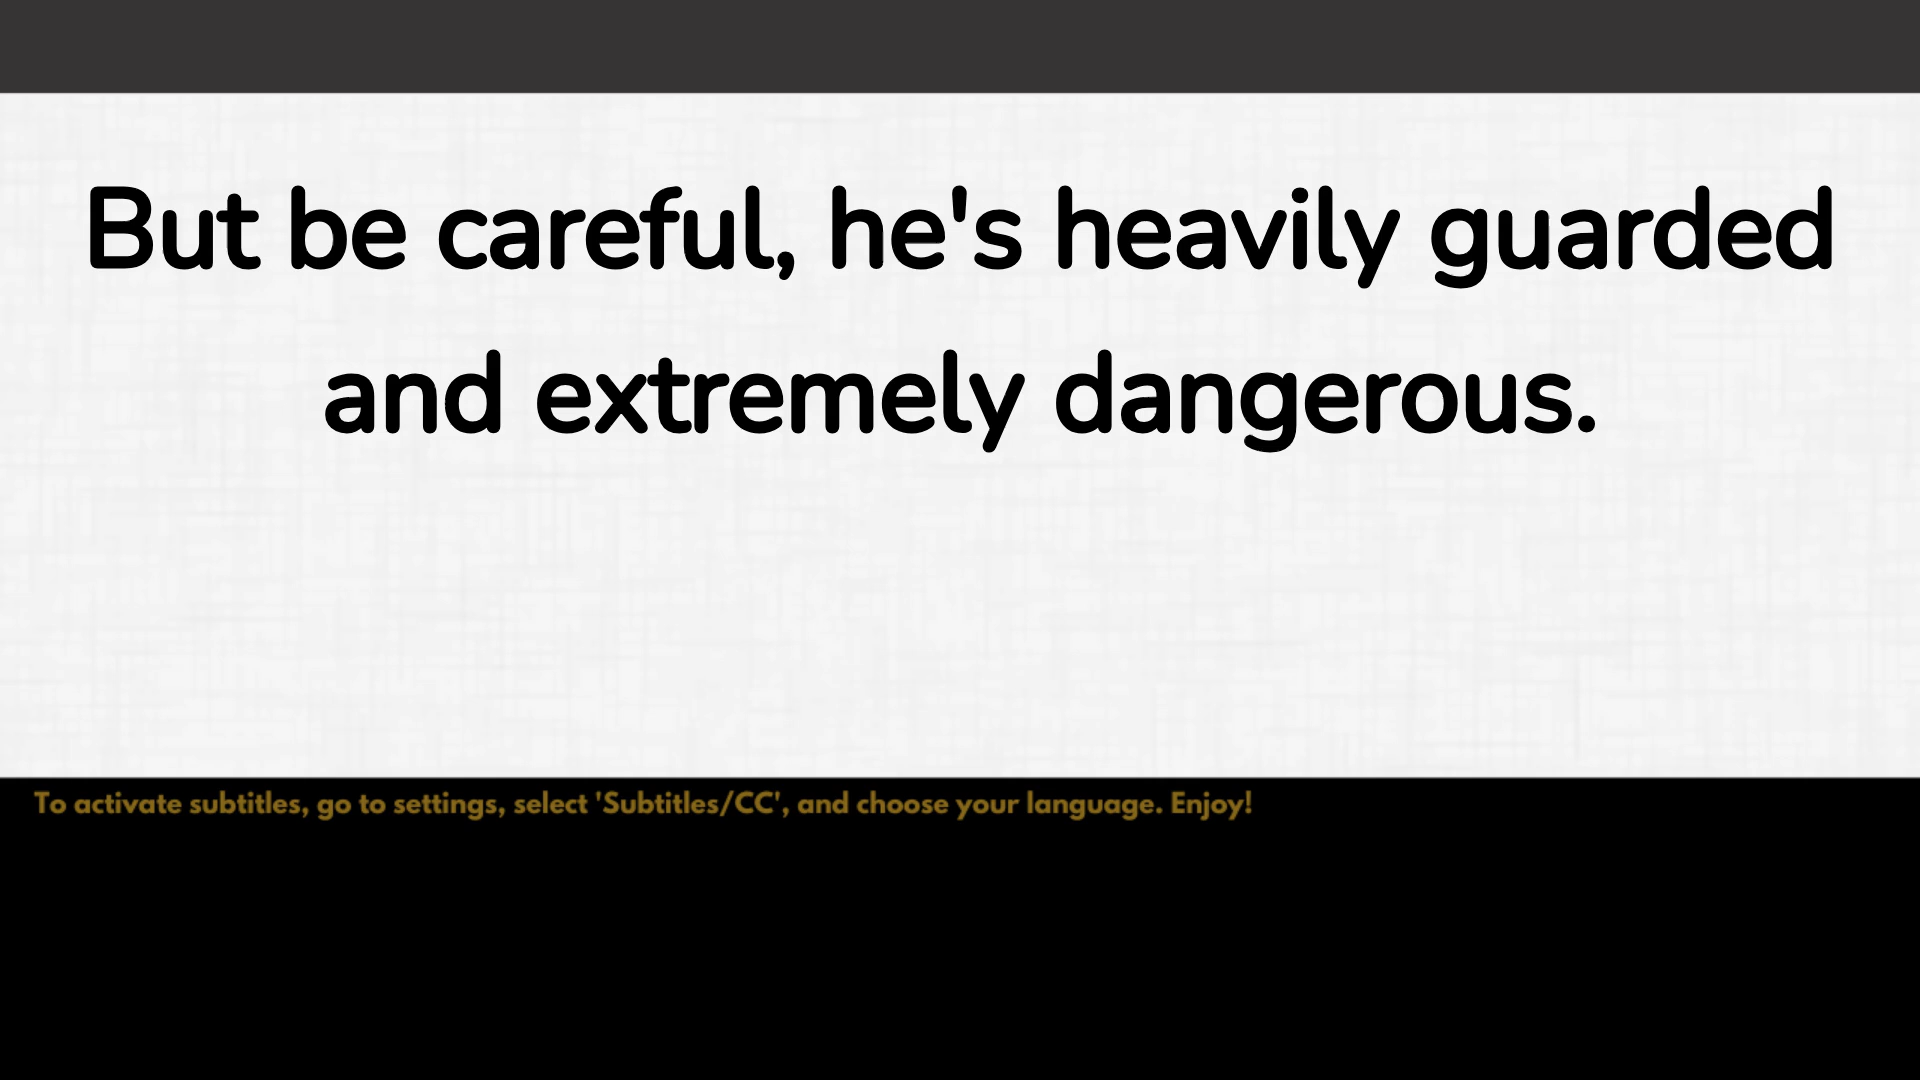 But be careful, he's heavily guarded
and extremely dangerous.
To activate subtitles, go to settings, select 'Subtitles/CC', and choose your language. Enjoy!